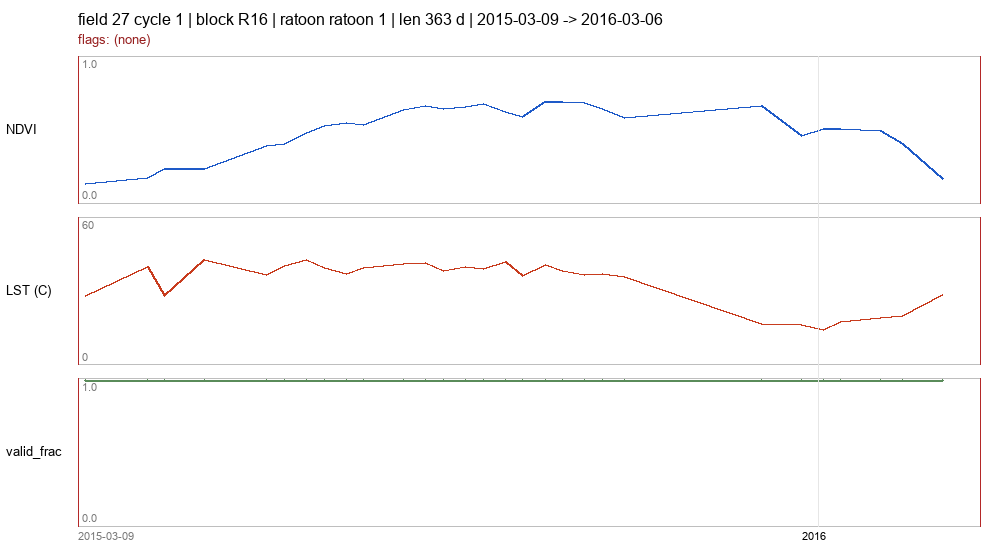 field 27 cycle 1 | block R16 | ratoon ratoon 1 | len 363 d | 2015-03-09 -> 2016-03-06
flags: (none)
1.0
NDVI
0.0
60
LST (C)
0
1.0
valid_frac
0.0
2015-03-09
2016